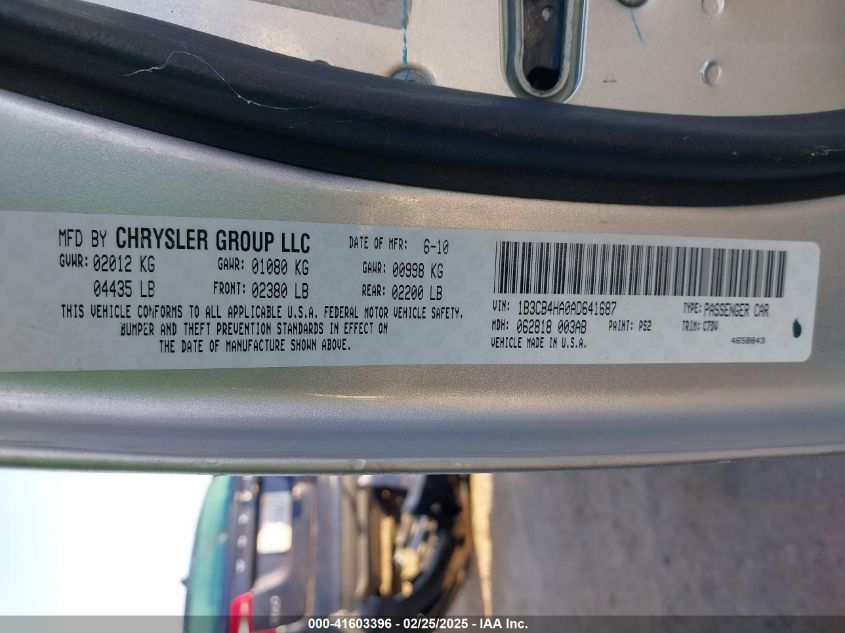 MFD BY CHRYSLER GROUP LLC DATE OF MFR: 6-10
GVWR: 02012 KG GAWR: 01080 KG GAWR: 00998 KG
04435 LB FRONT: 02380 LB REAR: 02200 LB
THIS VEHICLE CONFORMS TO ALL APPLICABLE U.S.A. FEDERAL MOTOR VEHICLE SAFETY,
BUMPER AND THEFT PREVENTION STANDARDS IN EFFECT ON
THE DATE OF MANUFACTURE SHOWN ABOVE.
VIN: 1B3CB4HA0AD641687 TYPE: PASSENGER CAR
MDH: 062818 003AB PAINT: PS2 TRIM: C7DV
VEHICLE MADE IN U.S.A. 4658843
000-41603396 - 02/25/2025 - IAA Inc.